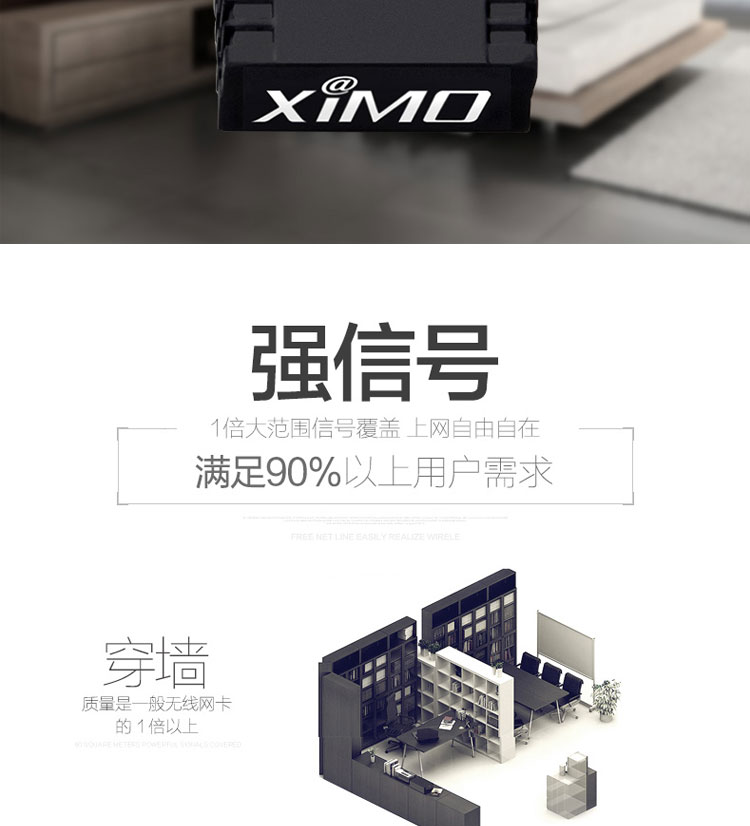 XiMO
@
强信号
1倍大范围信号覆盖 上网自由自在
满足90%以上用户需求
FREE NET LINE EASILY REALIZE WIRELE
穿墙
质量是一般无线网卡
的 1 倍以上